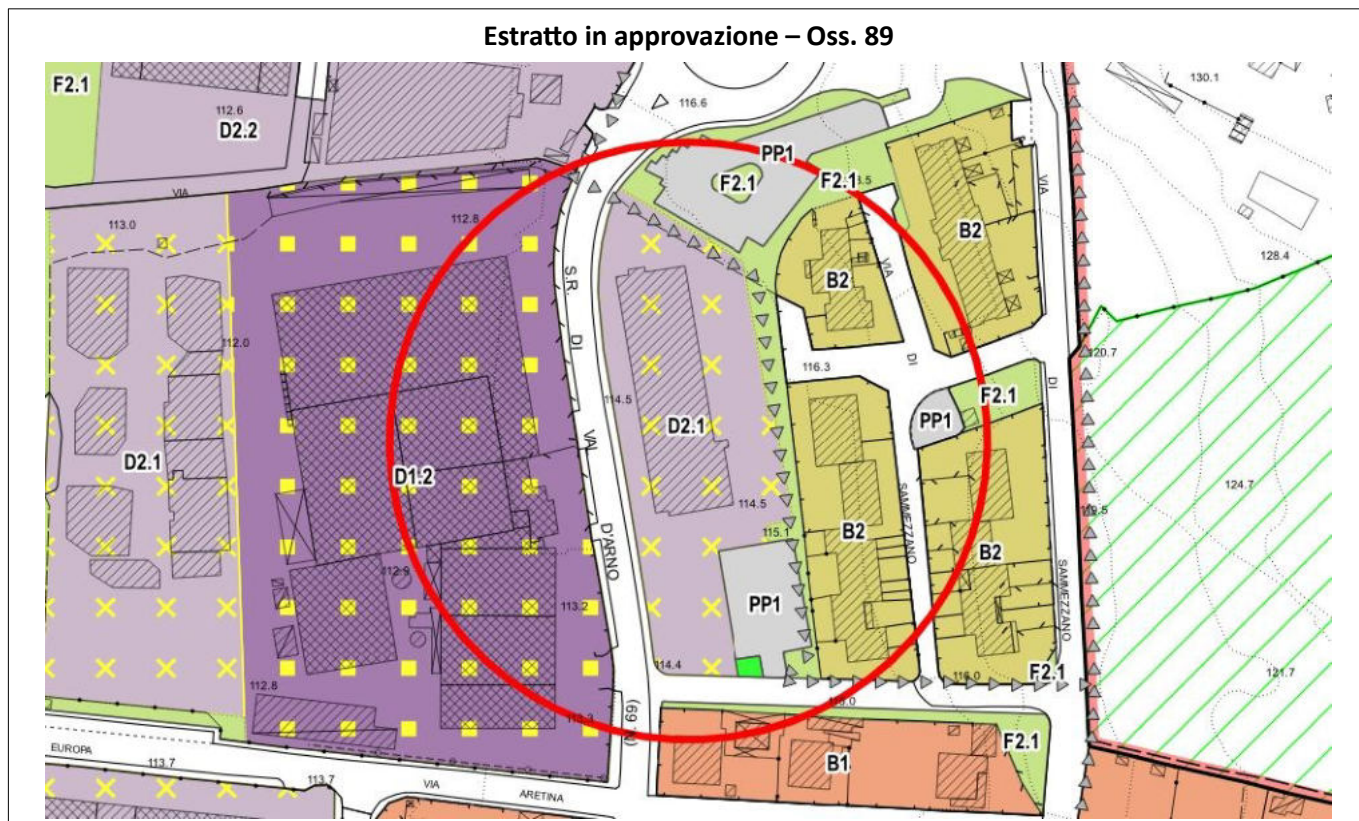 Estratto in approvazione – Oss. 89
F2.1
112.6
D2.2
116.6
130.1
VIA
PP1
F2.1
F2.1
VIA
113.0
112.8
B2
VIA
128.4
B2
S.R.
DI
112.0
116.3
DI
DI
120.7
114.5
F2.1
PP1
D2.1
D2.1
VAL
D1.2
114.5
115.1
119.5
124.7
D'ARNO
SAMMEZZANO
B2
B2
SAMMEZZANO
112.9
113.2
PP1
114.4
F2.1
121.7
112.8
(N. 69)
F2.1
B1
EUROPA
113.7
113.7
VIA
ARETINA